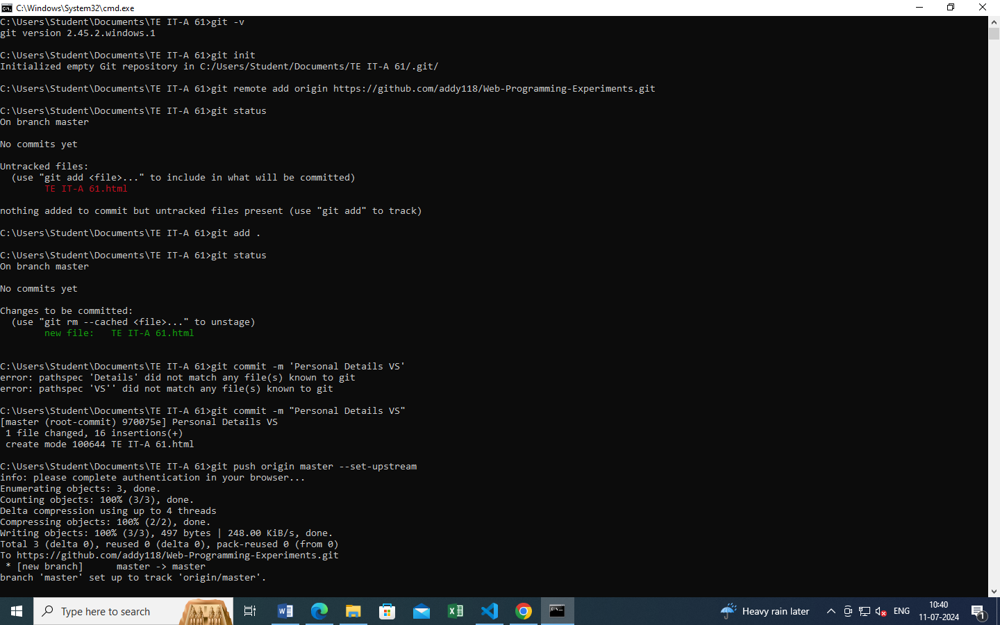 C:\Windows\System32\cmd.exe
C:\Users\Student\Documents\TE IT-A 61>git -v
git version 2.45.2.windows.1
C:\Users\Student\Documents\TE IT-A 61>git init
Initialized empty Git repository in C:/Users/Student/Documents/TE IT-A 61/.git/
C:\Users\Student\Documents\TE IT-A 61>git remote add origin https://github.com/addy118/Web-Programming-Experiments.git
C:\Users\Student\Documents\TE IT-A 61>git status
On branch master
No commits yet
Untracked files:
  (use "git add <file>..." to include in what will be committed)
        TE IT-A 61.html
nothing added to commit but untracked files present (use "git add" to track)
C:\Users\Student\Documents\TE IT-A 61>git add .
C:\Users\Student\Documents\TE IT-A 61>git status
On branch master
No commits yet
Changes to be committed:
  (use "git rm --cached <file>..." to unstage)
        new file:   TE IT-A 61.html
C:\Users\Student\Documents\TE IT-A 61>git commit -m 'Personal Details VS'
error: pathspec 'Details' did not match any file(s) known to git
error: pathspec 'VS'' did not match any file(s) known to git
C:\Users\Student\Documents\TE IT-A 61>git commit -m "Personal Details VS"
[master (root-commit) 970075e] Personal Details VS
 1 file changed, 16 insertions(+)
 create mode 100644 TE IT-A 61.html
C:\Users\Student\Documents\TE IT-A 61>git push origin master --set-upstream
info: please complete authentication in your browser...
Enumerating objects: 3, done.
Counting objects: 100% (3/3), done.
Delta compression using up to 4 threads
Compressing objects: 100% (2/2), done.
Writing objects: 100% (3/3), 497 bytes | 248.00 KiB/s, done.
Total 3 (delta 0), reused 0 (delta 0), pack-reused 0 (from 0)
To https://github.com/addy118/Web-Programming-Experiments.git
 * [new branch]      master -> master
branch 'master' set up to track 'origin/master'.
Type here to search
Heavy rain later
ENG
10:40
11-07-2024
1